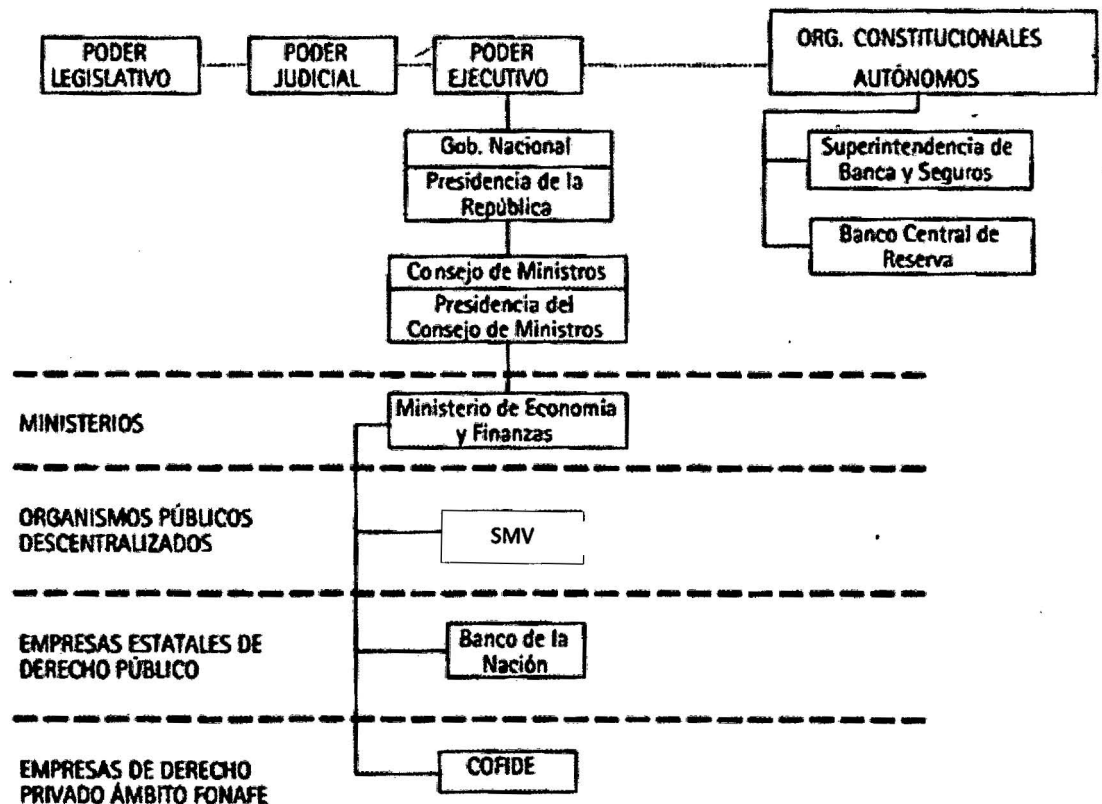 PODER
LEGISLATIVO
PODER
JUDICIAL
PODER
EJECUTIVO
ORG. CONSTITUCIONALES
AUTÓNOMOS
Gob. Nacional
Presidencia de la
República
Superintendencia de
Banca y Seguros
Banco Central de
Reserva
Consejo de Ministros
Presidencia del
Consejo de Ministros
MINISTERIOS
Ministerio de Economía
y Finanzas
ORGANISMOS PÚBLICOS
DESCENTRALIZADOS
SMV
EMPRESAS ESTATALES DE
DERECHO PÚBLICO
Banco de la
Nación
EMPRESAS DE DERECHO
PRIVADO ÁMBITO FONAFE
COFIDE